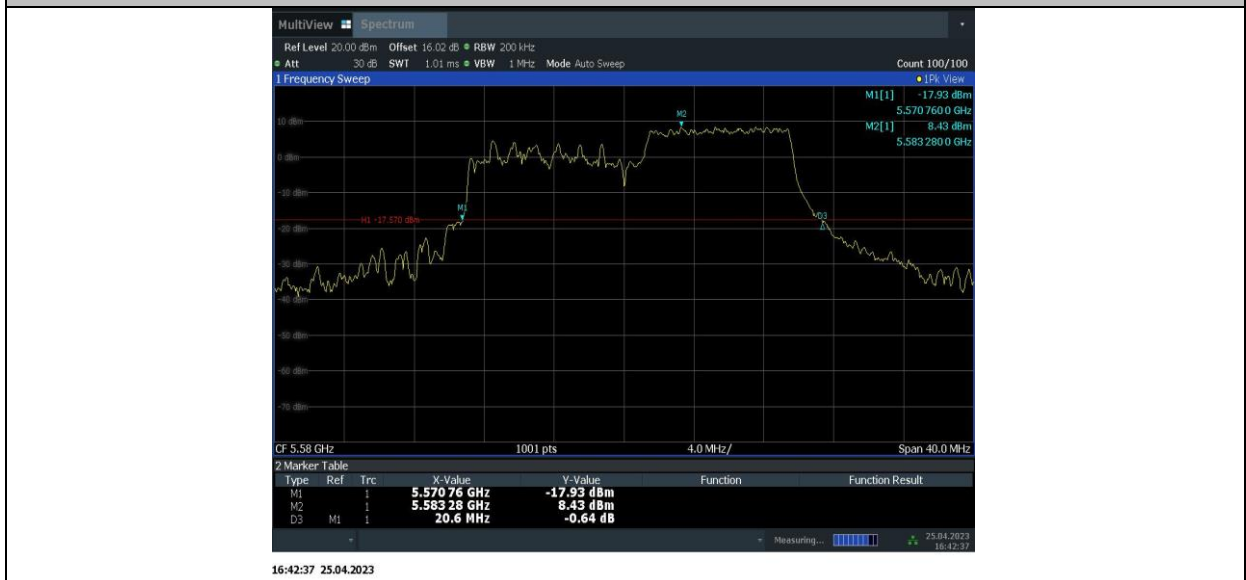 MultiView Spectrum
Ref Level 20.00 dBm Offset 16.02 dB RBW 200 kHz
Att 30 dB SWT 1.01 ms VBW 1 MHz Mode Auto Sweep Count 100/100
1 Frequency Sweep 1Pk View
M1[1] -17.93 dBm
5.570 760 0 GHz
M2
M2[1] 8.43 dBm
5.583 280 0 GHz
10 dBm
0 dBm
-10 dBm
M1
D3
H1 -17.570 dBm
-20 dBm
-30 dBm
-40 dBm
-50 dBm
-60 dBm
-70 dBm
CF 5.58 GHz 1001 pts 4.0 MHz/ Span 40.0 MHz
2 Marker Table
Type Ref Trc X-Value Y-Value Function Function Result
M1 1 5.570 76 GHz -17.93 dBm
M2 1 5.583 28 GHz 8.43 dBm
D3 M1 1 20.6 MHz -0.64 dB
Measuring... 25.04.2023
16:42:37
16:42:37 25.04.2023